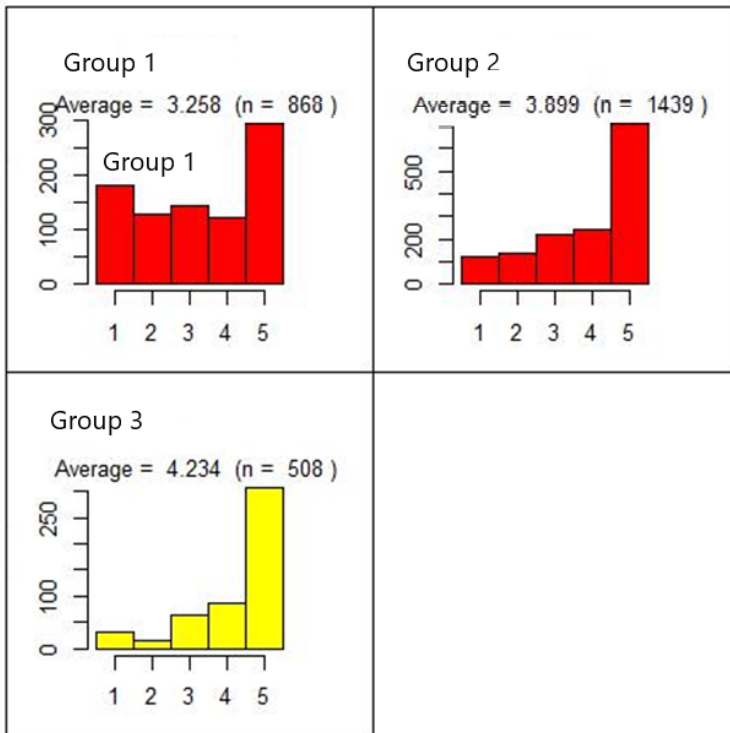 Group 1
Average = 3.258 (n = 868 )
300
200
100
0
Group 1
1 2 3 4 5
Group 2
Average = 3.899 (n = 1439 )
500
200
0
1 2 3 4 5
Group 3
Average = 4.234 (n = 508 )
250
100
0
1 2 3 4 5